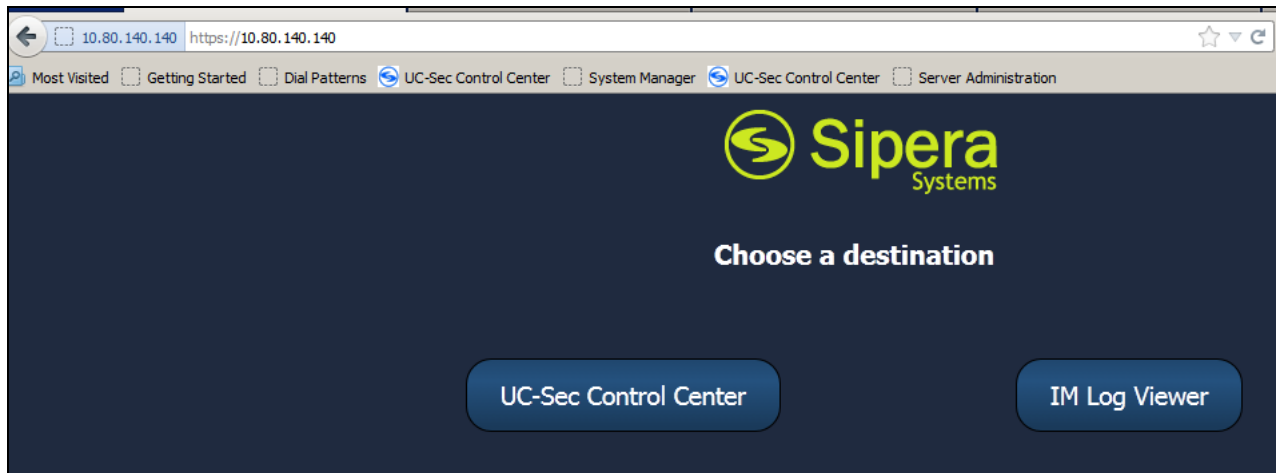 10.80.140.140 https://10.80.140.140
Most Visited Getting Started Dial Patterns UC-Sec Control Center System Manager UC-Sec Control Center Server Administration
Sipera
Systems
Choose a destination
UC-Sec Control Center IM Log Viewer